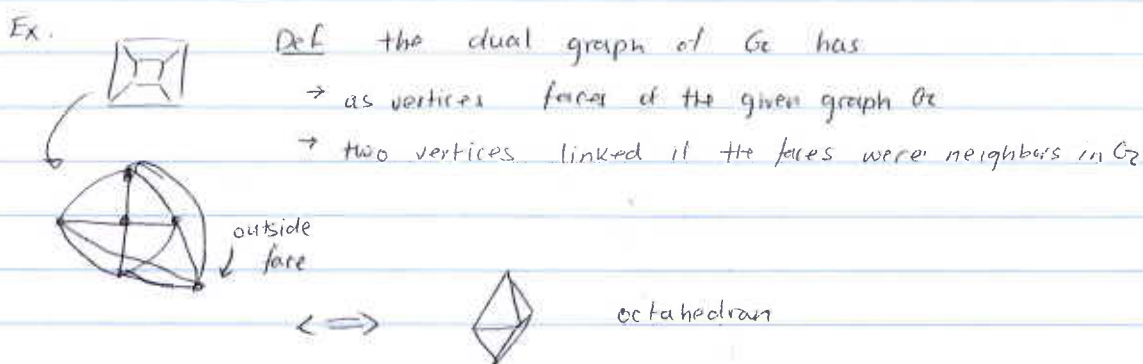 Ex.
Def the dual graph of G has
→ as vertices faces of the given graph G
→ two vertices linked if the faces were neighbors in G
outside
face
<=> octahedran